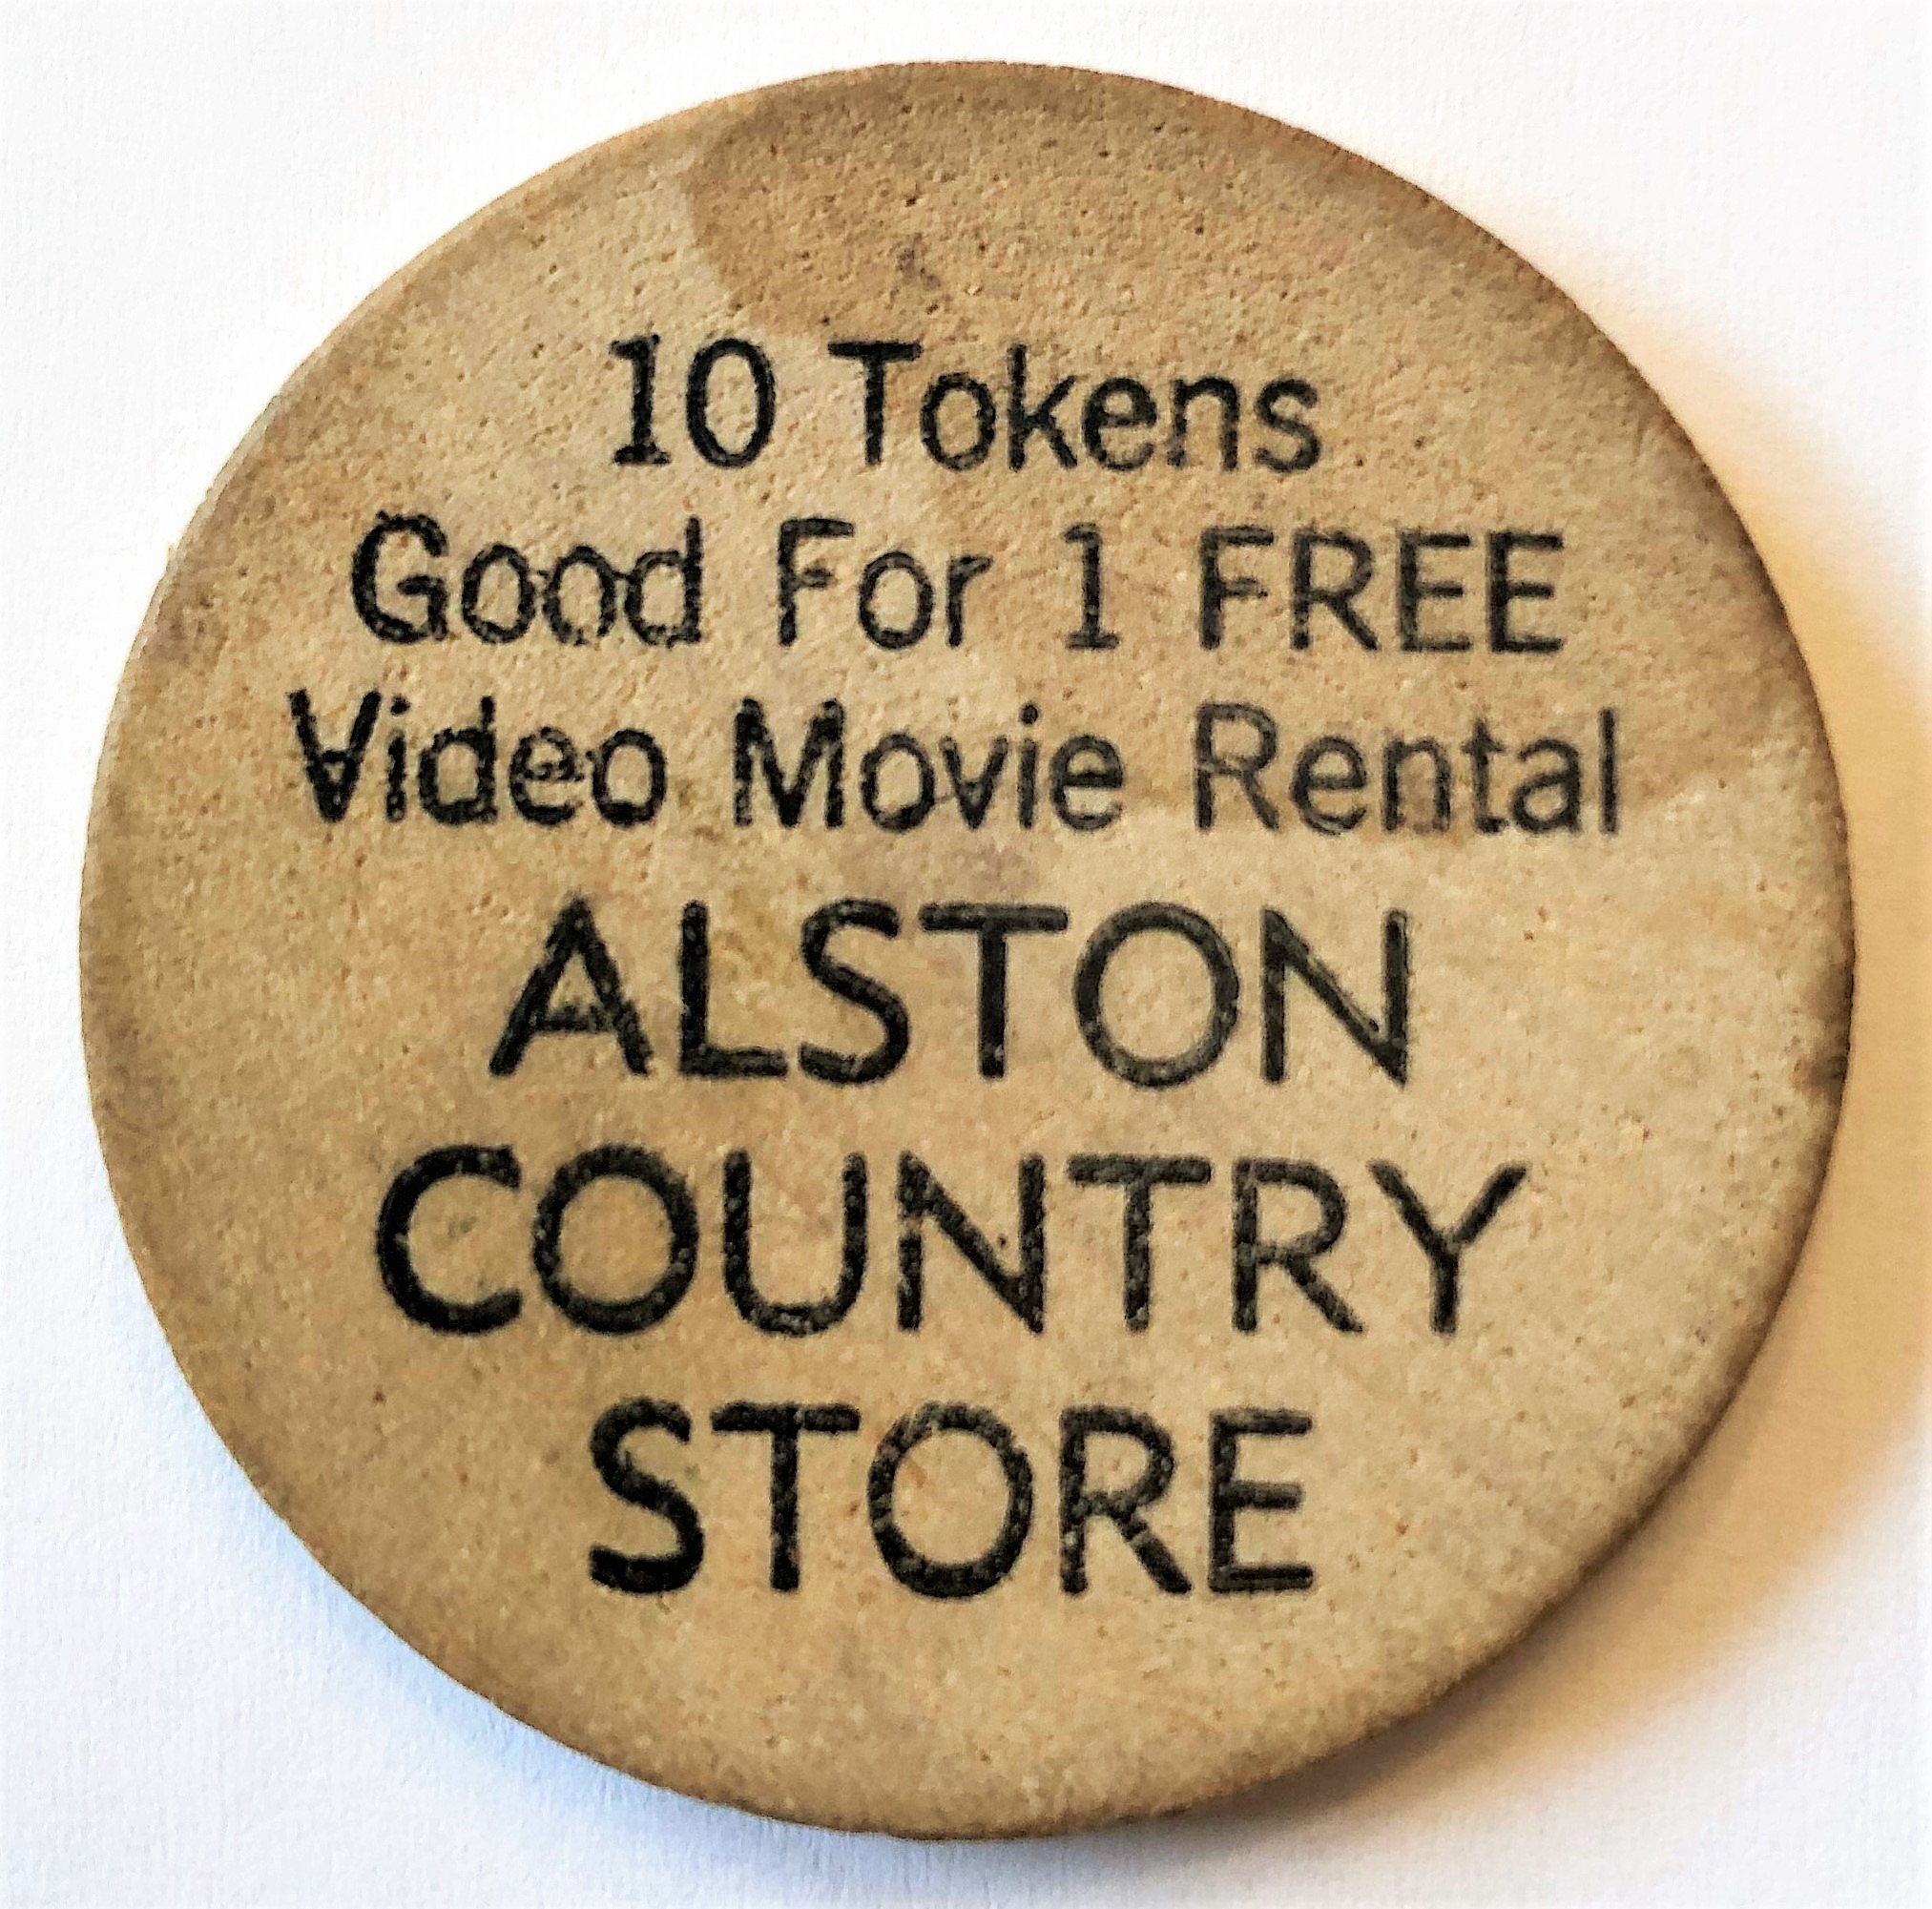 10 Tokens
Good For 1 FREE
Video Movie Rental
ALSTON
COUNTRY
STORE